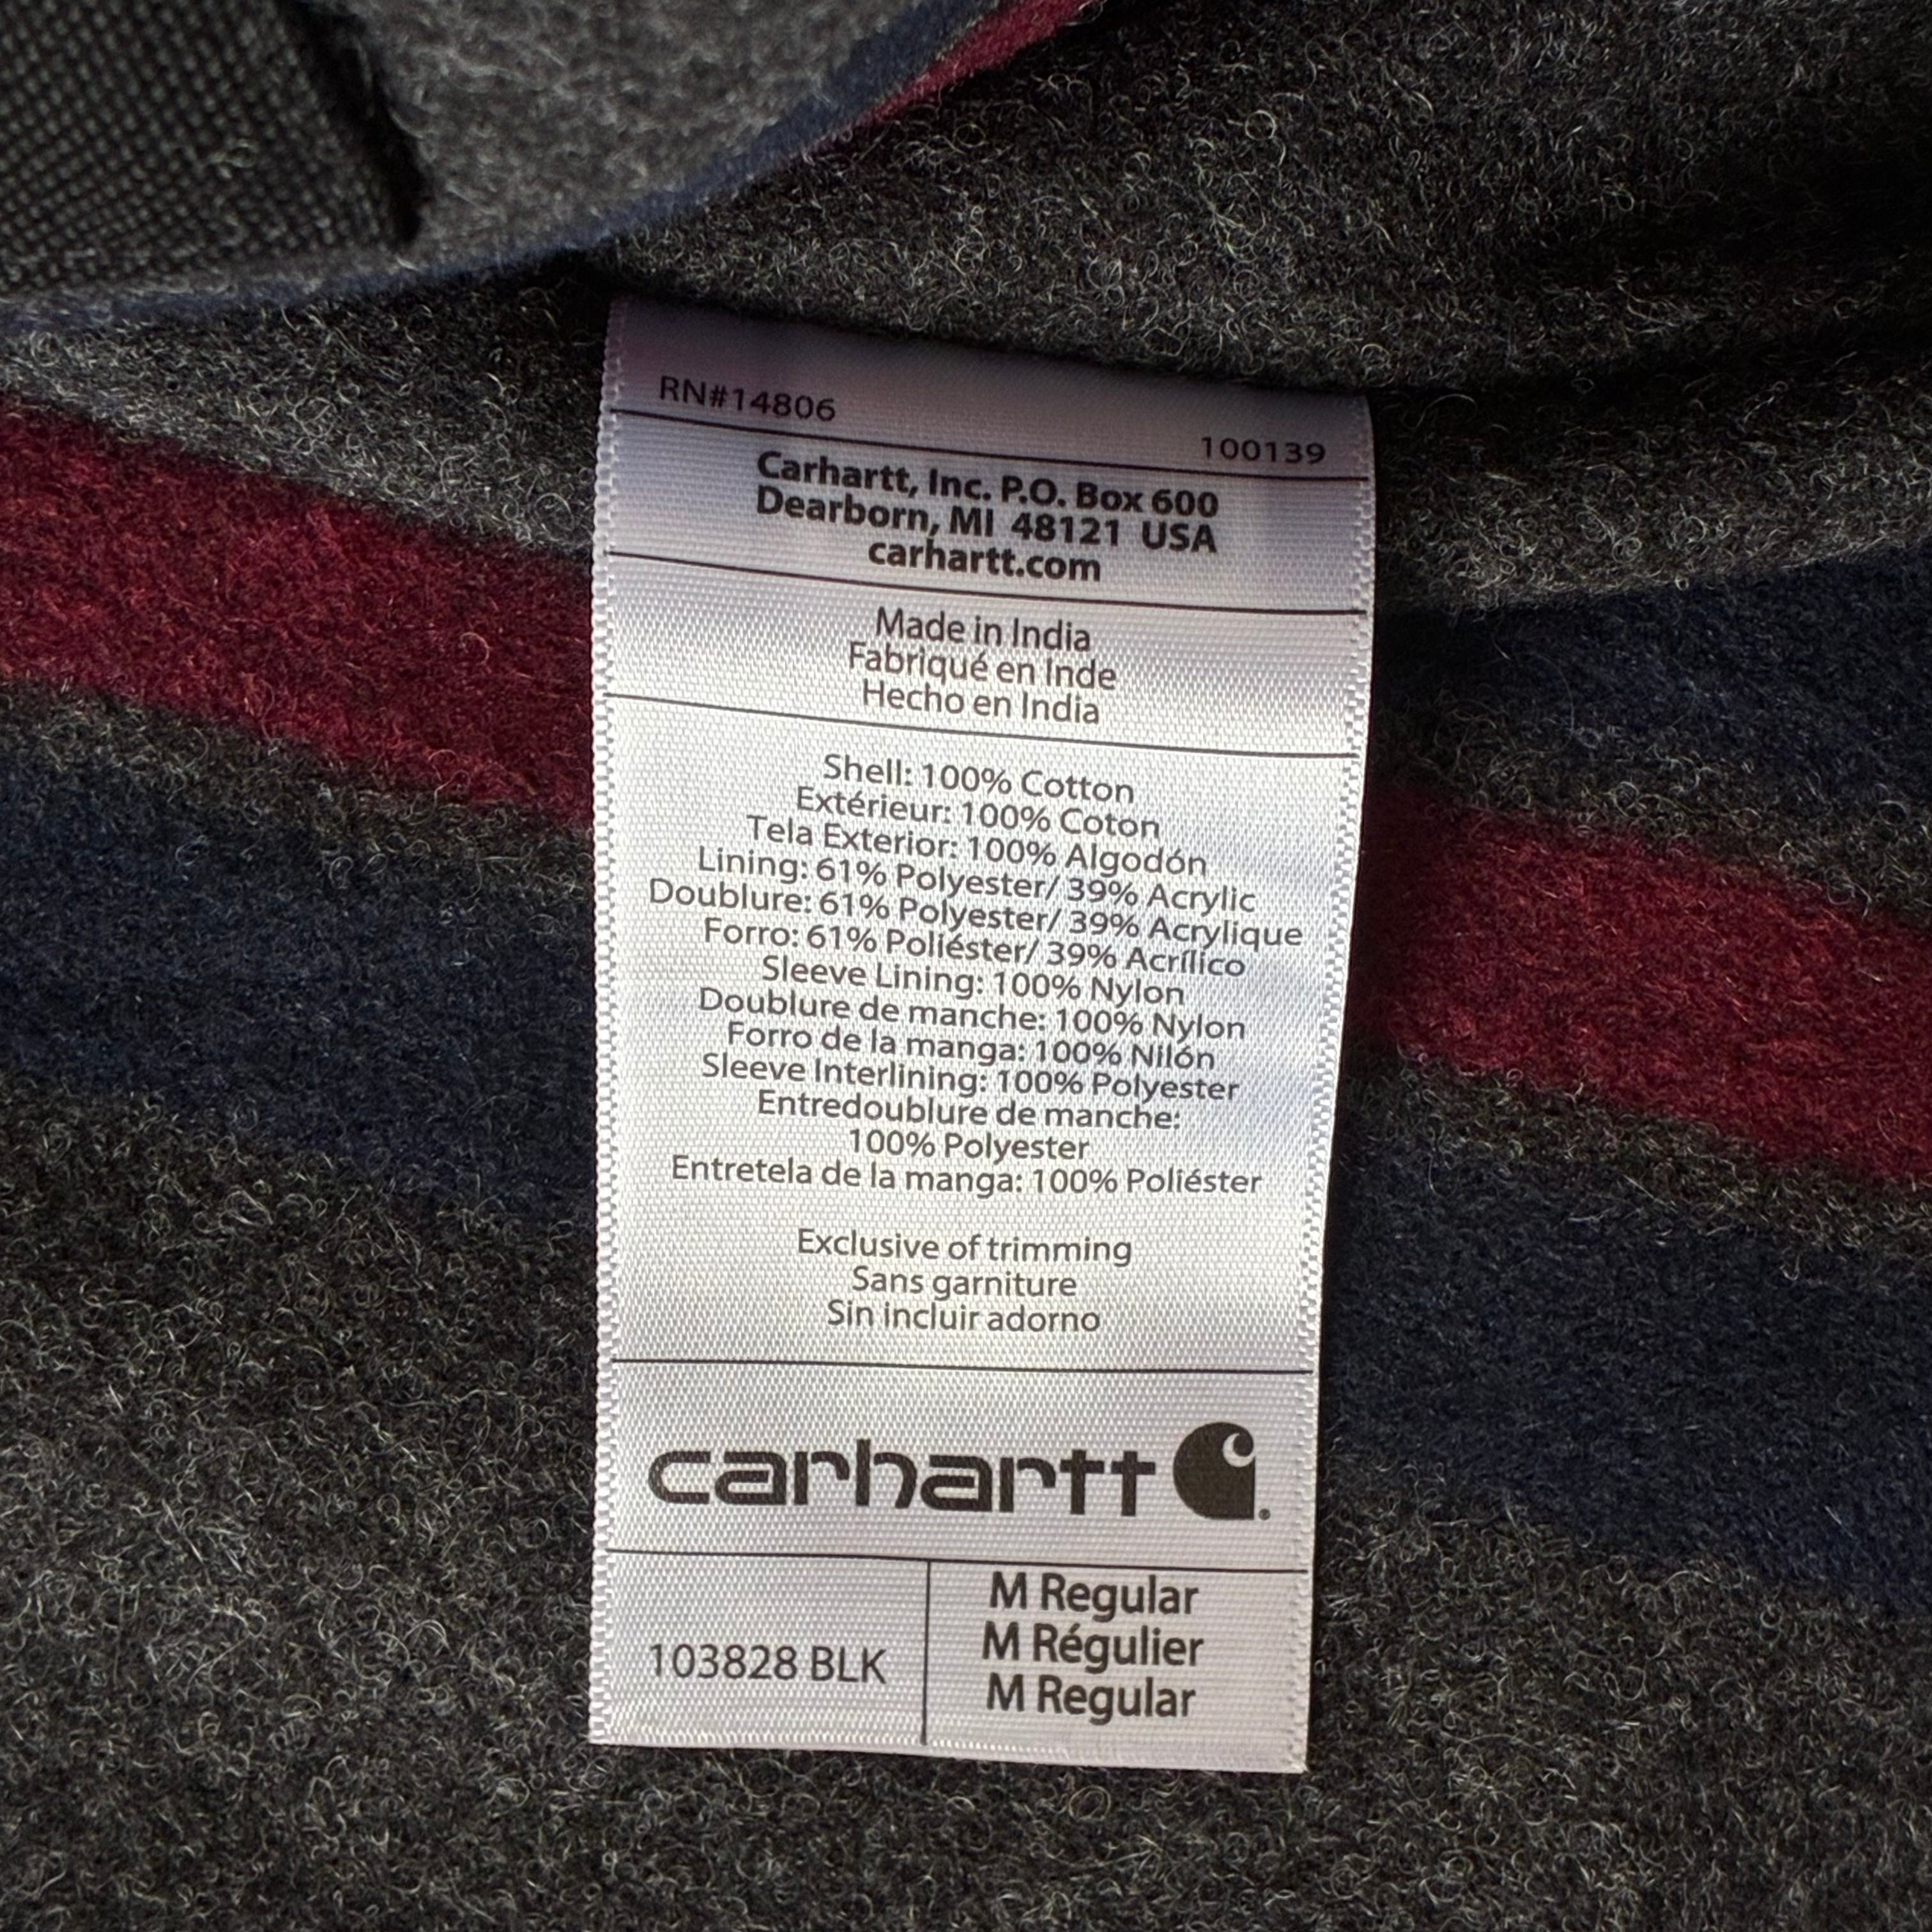 RN#14806
100139
Carhartt, Inc. P.O. Box 600
Dearborn, MI 48121 USA
carhartt.com
Made in India
Fabriqué en Inde
Hecho en India
Shell: 100% Cotton
Extérieur: 100% Coton
Tela Exterior: 100% Algodón
Lining: 61% Polyester/ 39% Acrylic
Doublure: 61% Polyester/ 39% Acrylique
Forro: 61% Poliéster/ 39% Acrílico
Sleeve Lining: 100% Nylon
Doublure de manche: 100% Nylon
Forro de la manga: 100% Nilón
Sleeve Interlining: 100% Polyester
Entredoublure de manche:
100% Polyester
Entretela de la manga: 100% Poliéster
Exclusive of trimming
Sans garniture
Sin incluir adorno
carhartt
103828 BLK
M Regular
M Régulier
M Regular